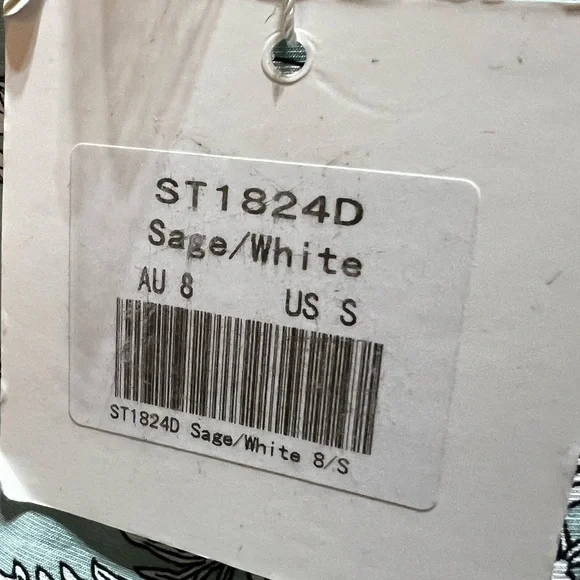 ST1824D
Sage/White
AU 8 US S
ST1824D Sage/White 8/S